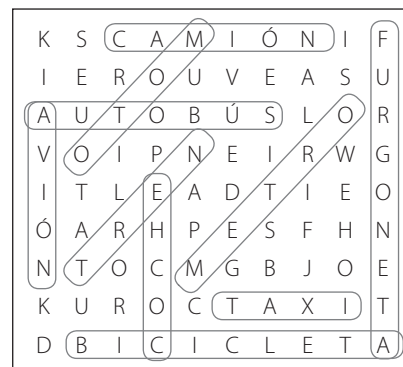 K S C A M I Ó N I F
I E R O U V E A S U
A U T O B Ú S L O R
V O I P N E I R W G
I T L E A D T I E O
Ó A R H P E S F H N
N T O C M G B J O E
K U R O C T A X I T
D B I C I C L E T A